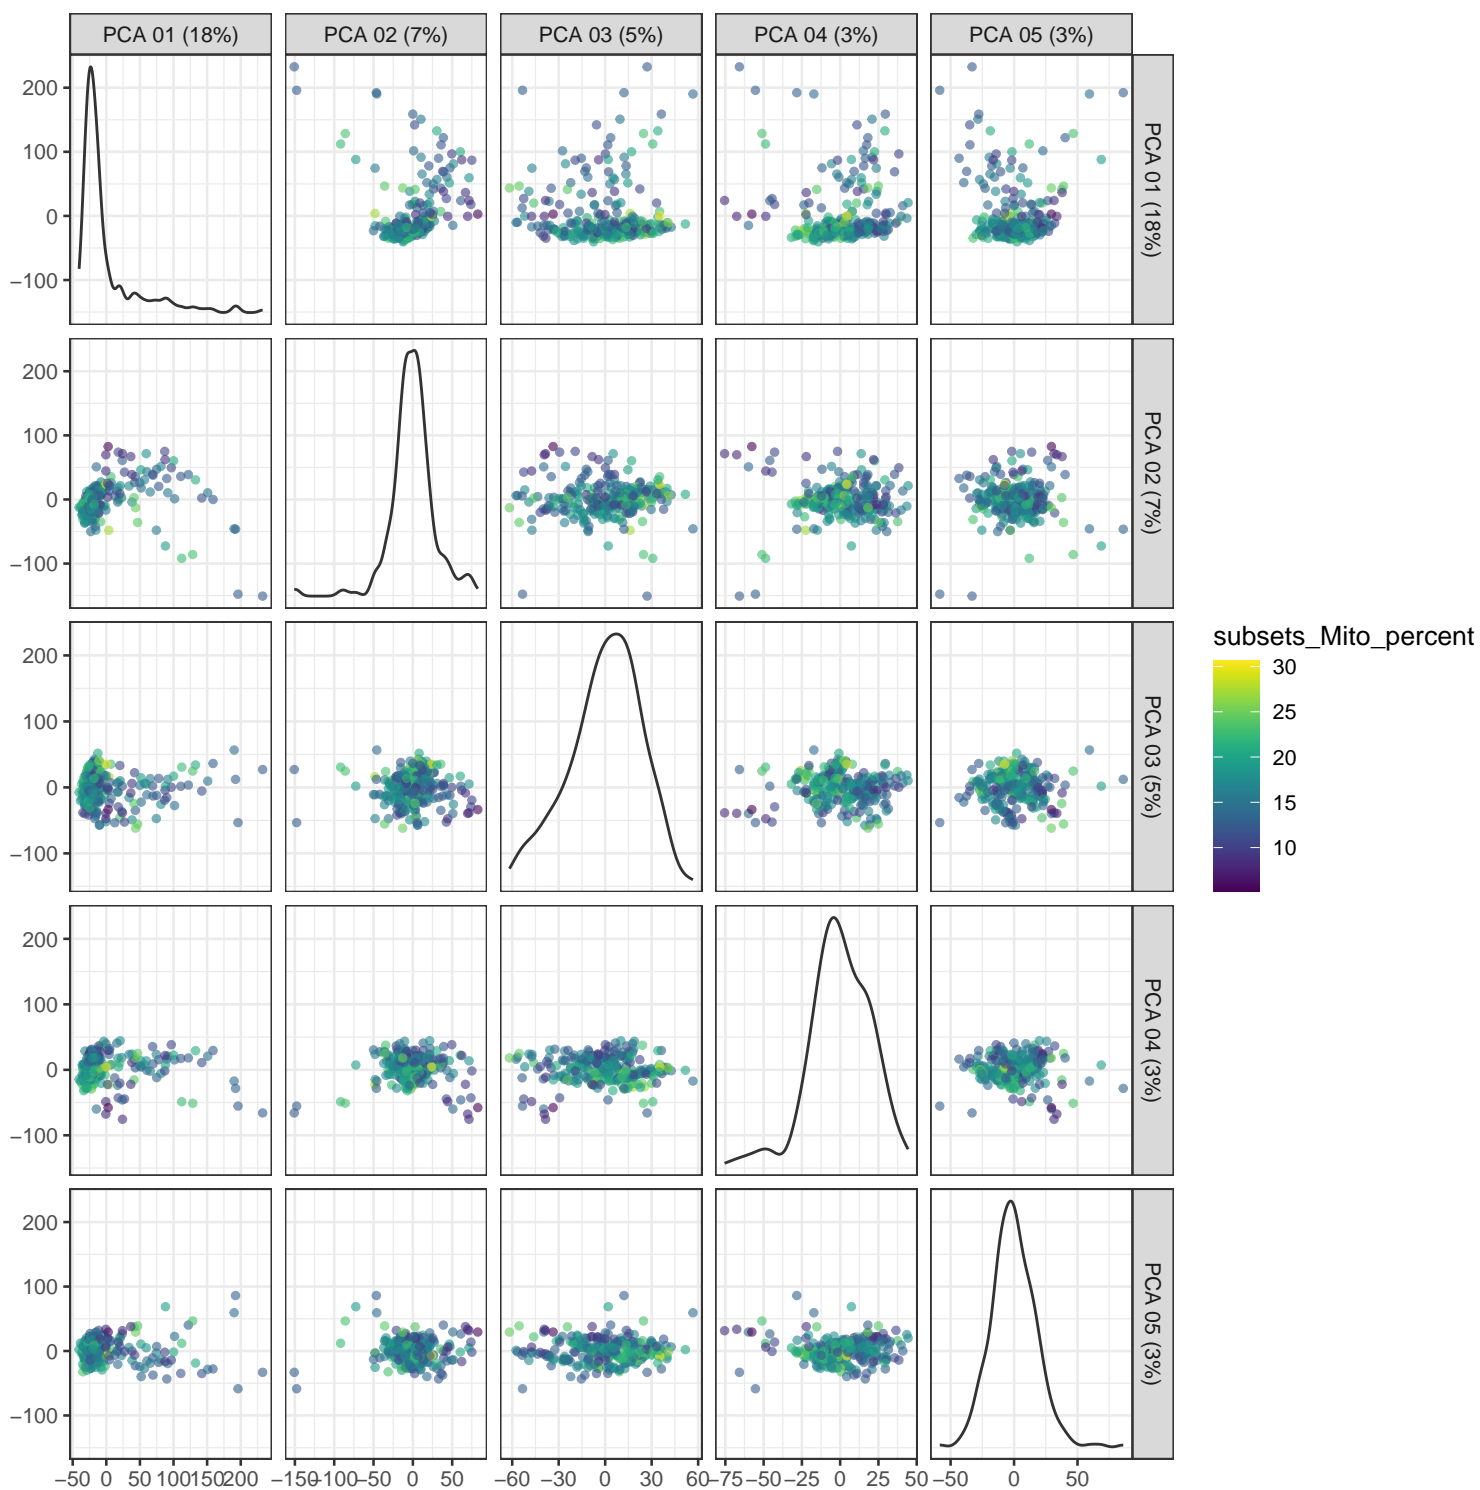 PCA 01 (18%) PCA 02 (7%) PCA 03 (5%) PCA 04 (3%) PCA 05 (3%)
200
100
0
−100
PCA 01 (18%)
200
100
0
−100
PCA 02 (7%)
200
100
0
−100
PCA 03 (5%)
200
100
0
−100
PCA 04 (3%)
200
100
0
−100
PCA 05 (3%)
−50 0 50 100 150 200
−150 −100 −50 0 50
−60 −30 0 30 60
−75 −50 −25 0 25 50
−50 0 50
subsets_Mito_percent
30
25
20
15
10